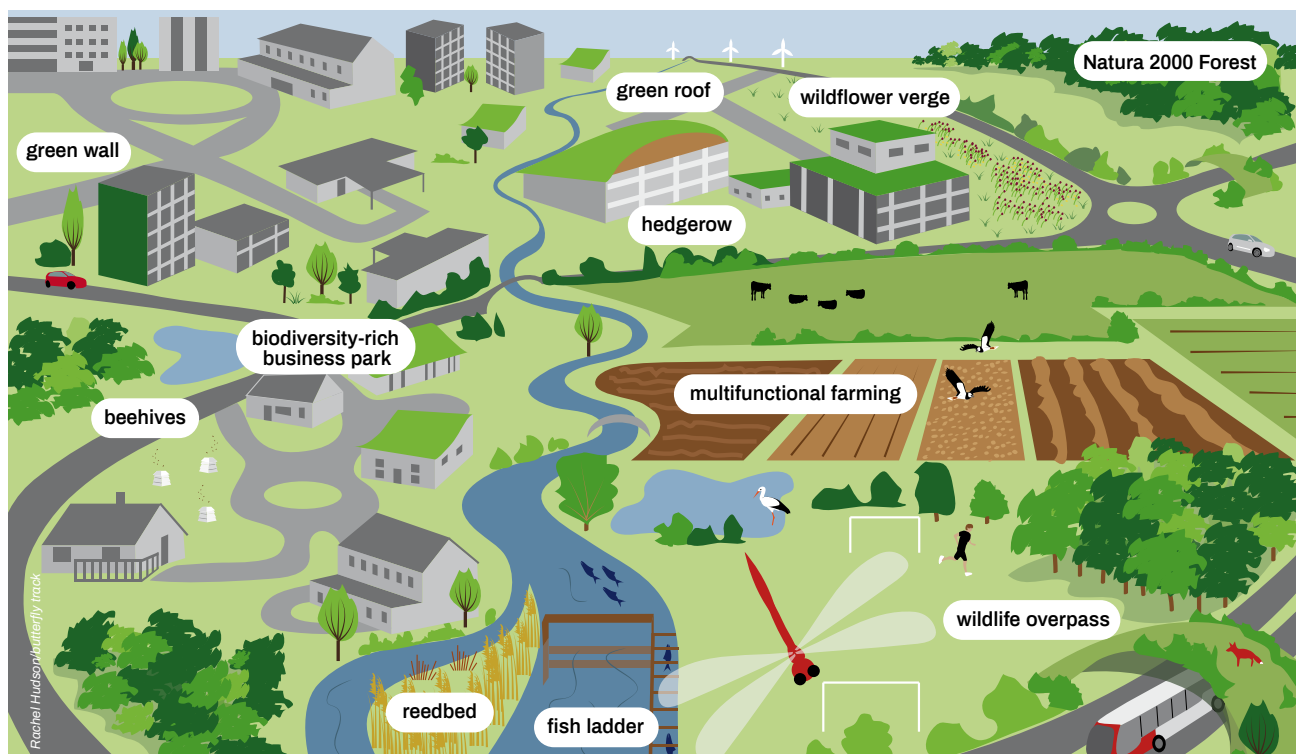 Natura 2000 Forest
green roof
wildflower verge
green wall
hedgerow
biodiversity-rich
business park
multifunctional farming
beehives
wildlife overpass
reedbed
fish ladder
Rachel Hudson/butterfly track